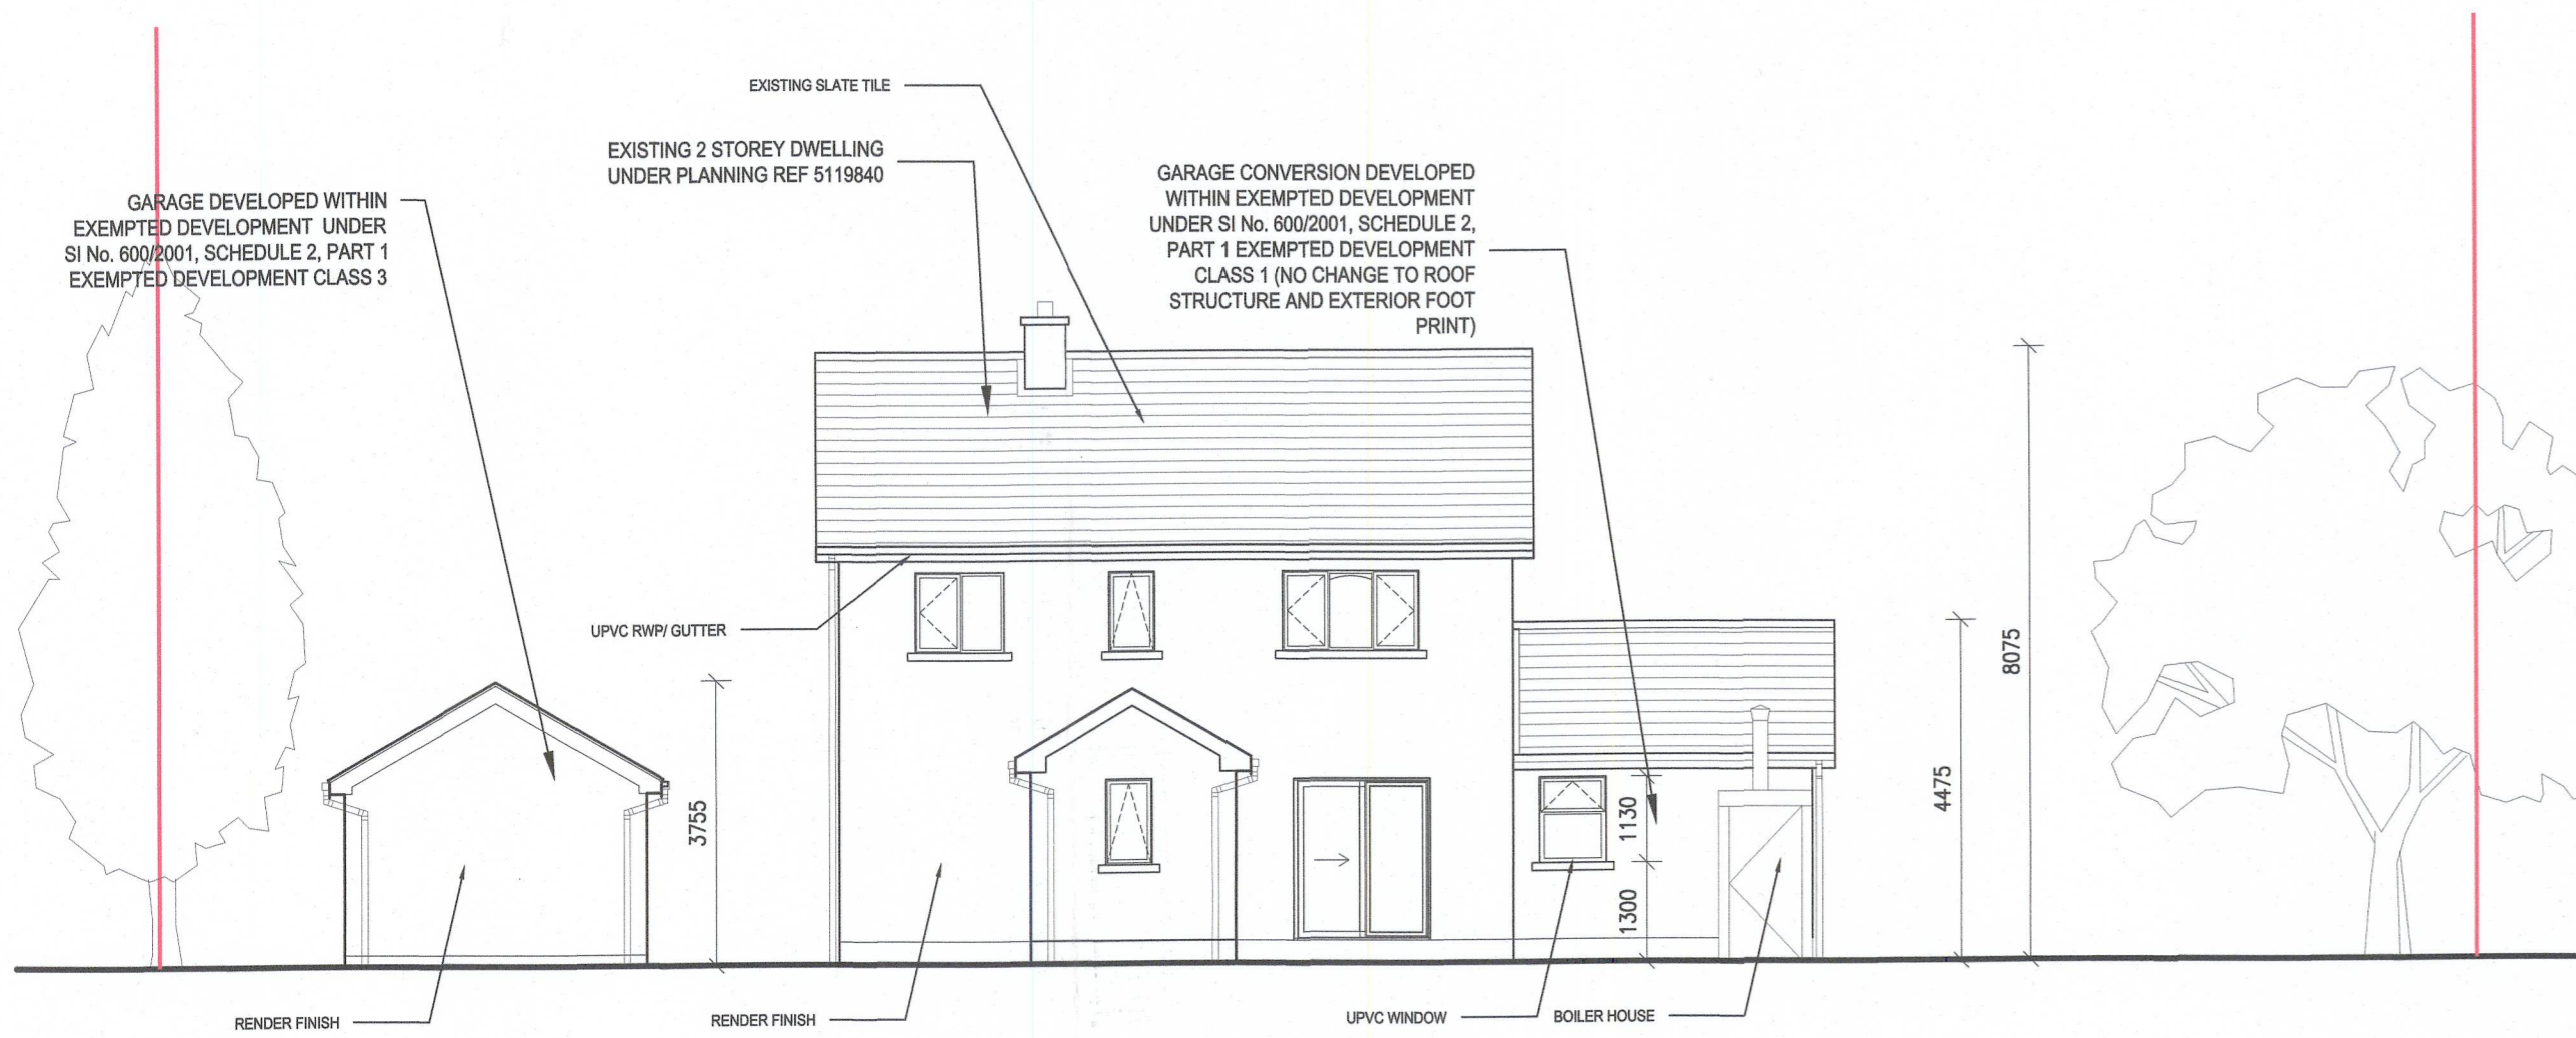 EXISTING SLATE TILE
EXISTING 2 STOREY DWELLING
UNDER PLANNING REF 5119840
GARAGE CONVERSION DEVELOPED
WITHIN EXEMPTED DEVELOPMENT
UNDER SI No. 600/2001, SCHEDULE 2,
PART 1 EXEMPTED DEVELOPMENT
CLASS 1 (NO CHANGE TO ROOF
STRUCTURE AND EXTERIOR FOOT
PRINT)
GARAGE DEVELOPED WITHIN
EXEMPTED DEVELOPMENT UNDER
SI No. 600/2001, SCHEDULE 2, PART 1
EXEMPTED DEVELOPMENT CLASS 3
UPVC RWP/ GUTTER
3755
1130
1300
4475
8075
RENDER FINISH
RENDER FINISH
UPVC WINDOW
BOILER HOUSE